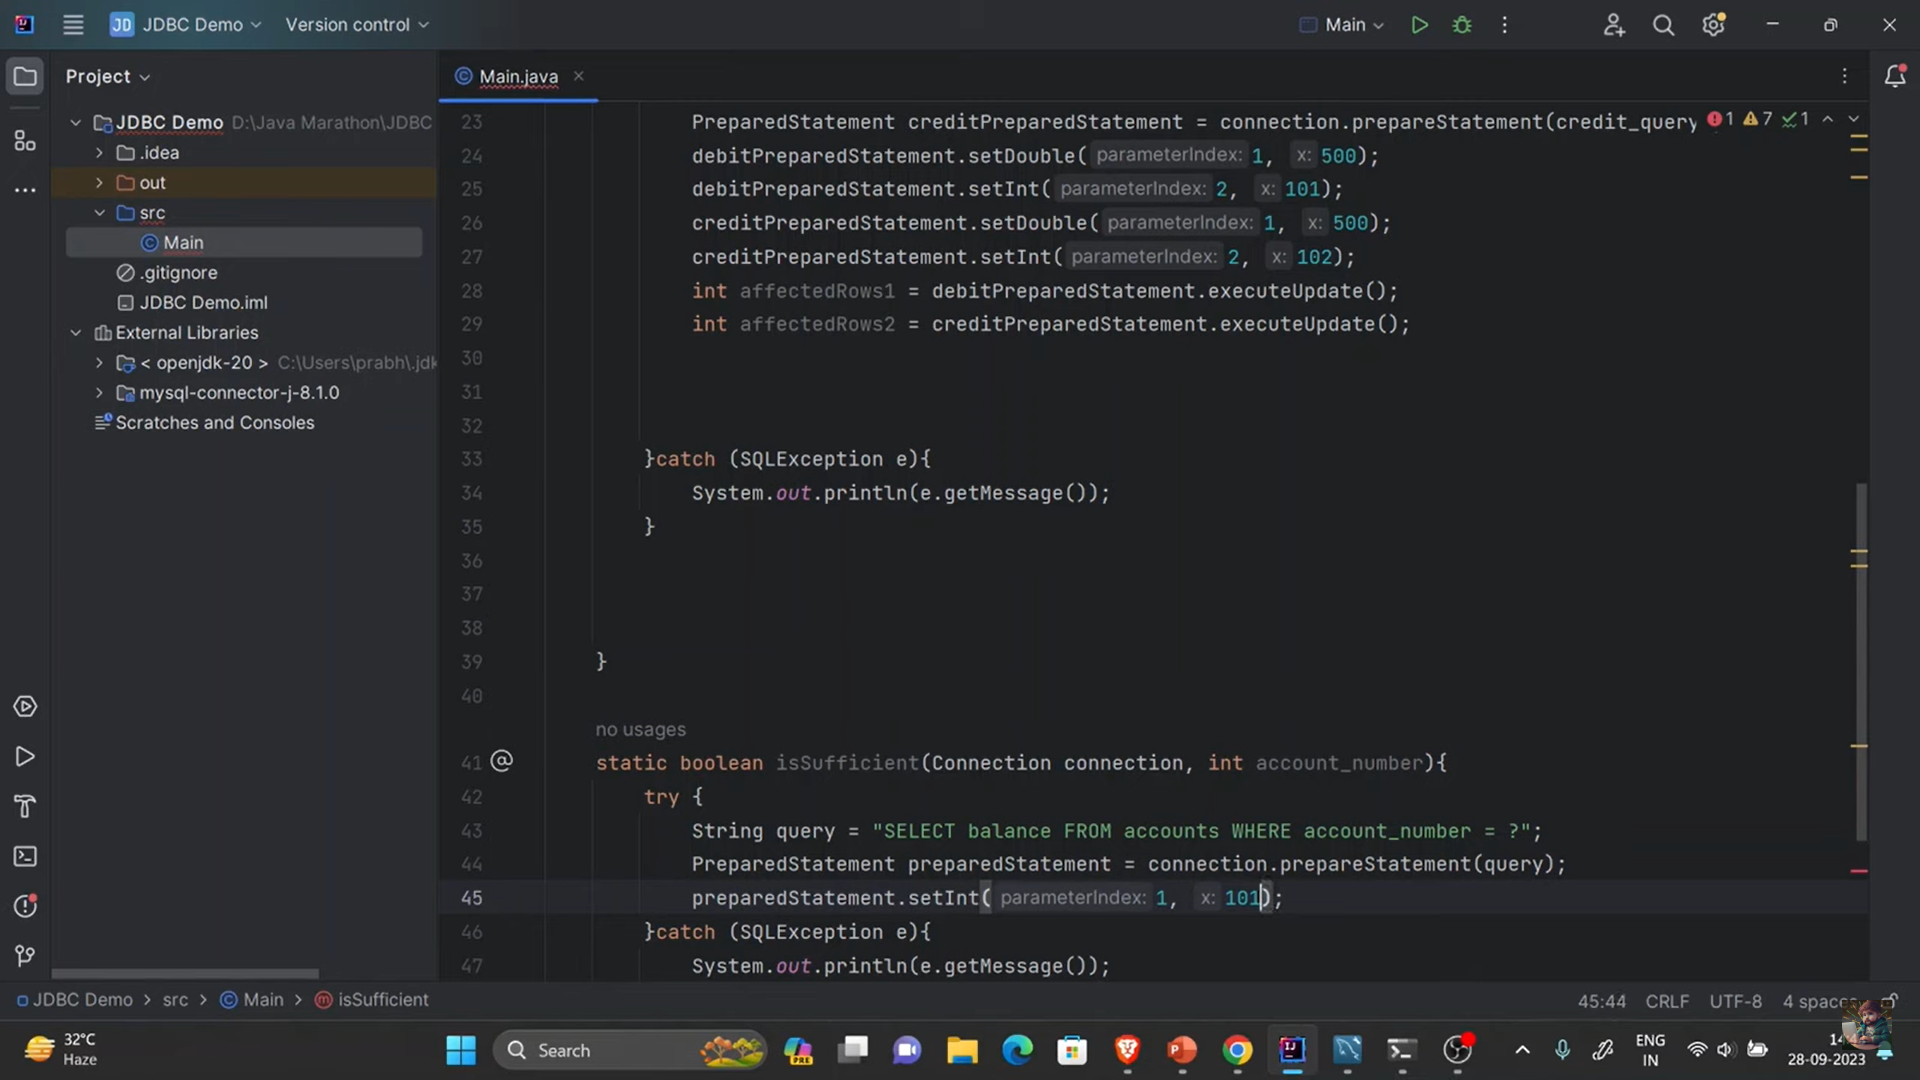 JD JDBC Demo Version control Main
Project
Main.java
JDBC Demo D:\Java Marathon\JDBC
.idea
out
src
Main
.gitignore
JDBC Demo.iml
External Libraries
< openjdk-20 > C:\Users\prabh\.jdk
mysql-connector-j-8.1.0
Scratches and Consoles
23 PreparedStatement creditPreparedStatement = connection.prepareStatement(credit_query 1 7 1
24 debitPreparedStatement.setDouble( parameterIndex: 1, x: 500);
25 debitPreparedStatement.setInt( parameterIndex: 2, x: 101);
26 creditPreparedStatement.setDouble( parameterIndex: 1, x: 500);
27 creditPreparedStatement.setInt( parameterIndex: 2, x: 102);
28 int affectedRows1 = debitPreparedStatement.executeUpdate();
29 int affectedRows2 = creditPreparedStatement.executeUpdate();
30
31
32
33 }catch (SQLException e){
34 System.out.println(e.getMessage());
35 }
36
37
38
39 }
40
no usages
41 @ static boolean isSufficient(Connection connection, int account_number){
42 try {
43 String query = "SELECT balance FROM accounts WHERE account_number = ?";
44 PreparedStatement preparedStatement = connection.prepareStatement(query);
45 preparedStatement.setInt( parameterIndex: 1, x: 101);
46 }catch (SQLException e){
47 System.out.println(e.getMessage());
JDBC Demo > src > Main > isSufficient 45:44 CRLF UTF-8 4 spaces
32°C
Haze
Search
PRE
ENG
IN
28-09-2023